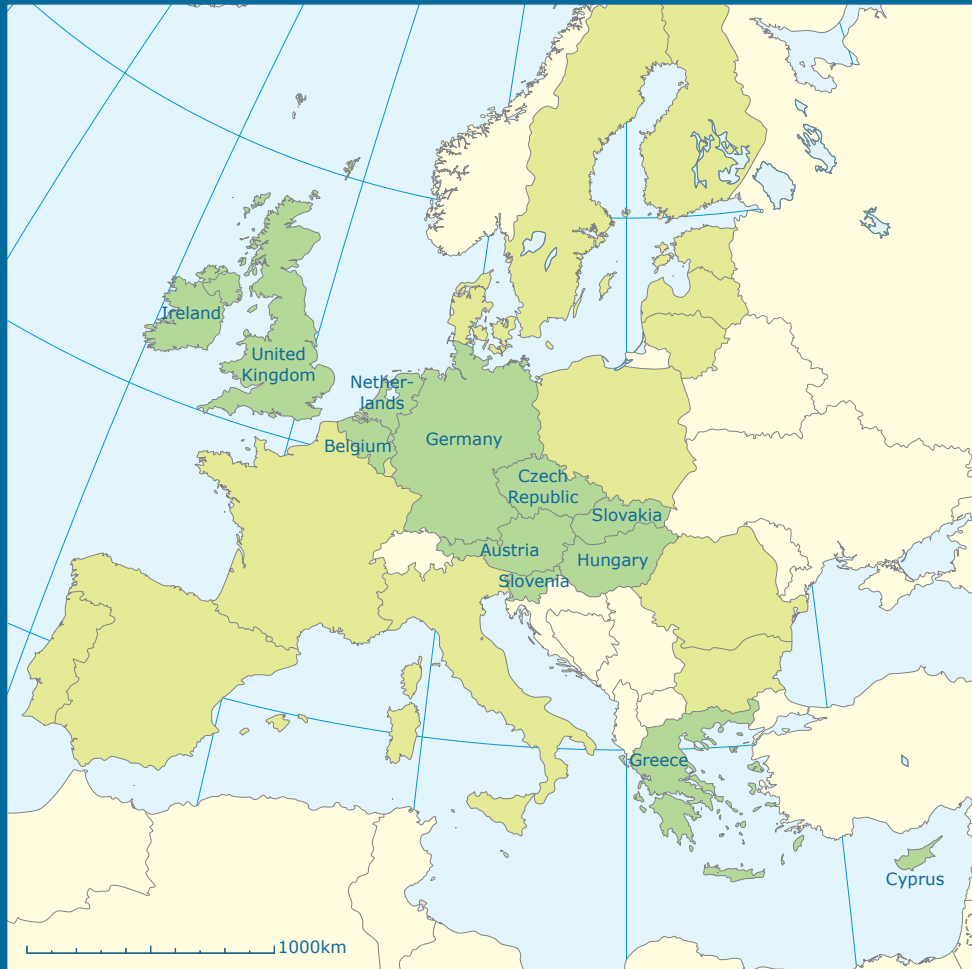 Ireland
United
Kingdom
Nether-
lands
Belgium
Germany
Czech
Republic
Slovakia
Austria
Hungary
Slovenia
Greece
Cyprus
1000km